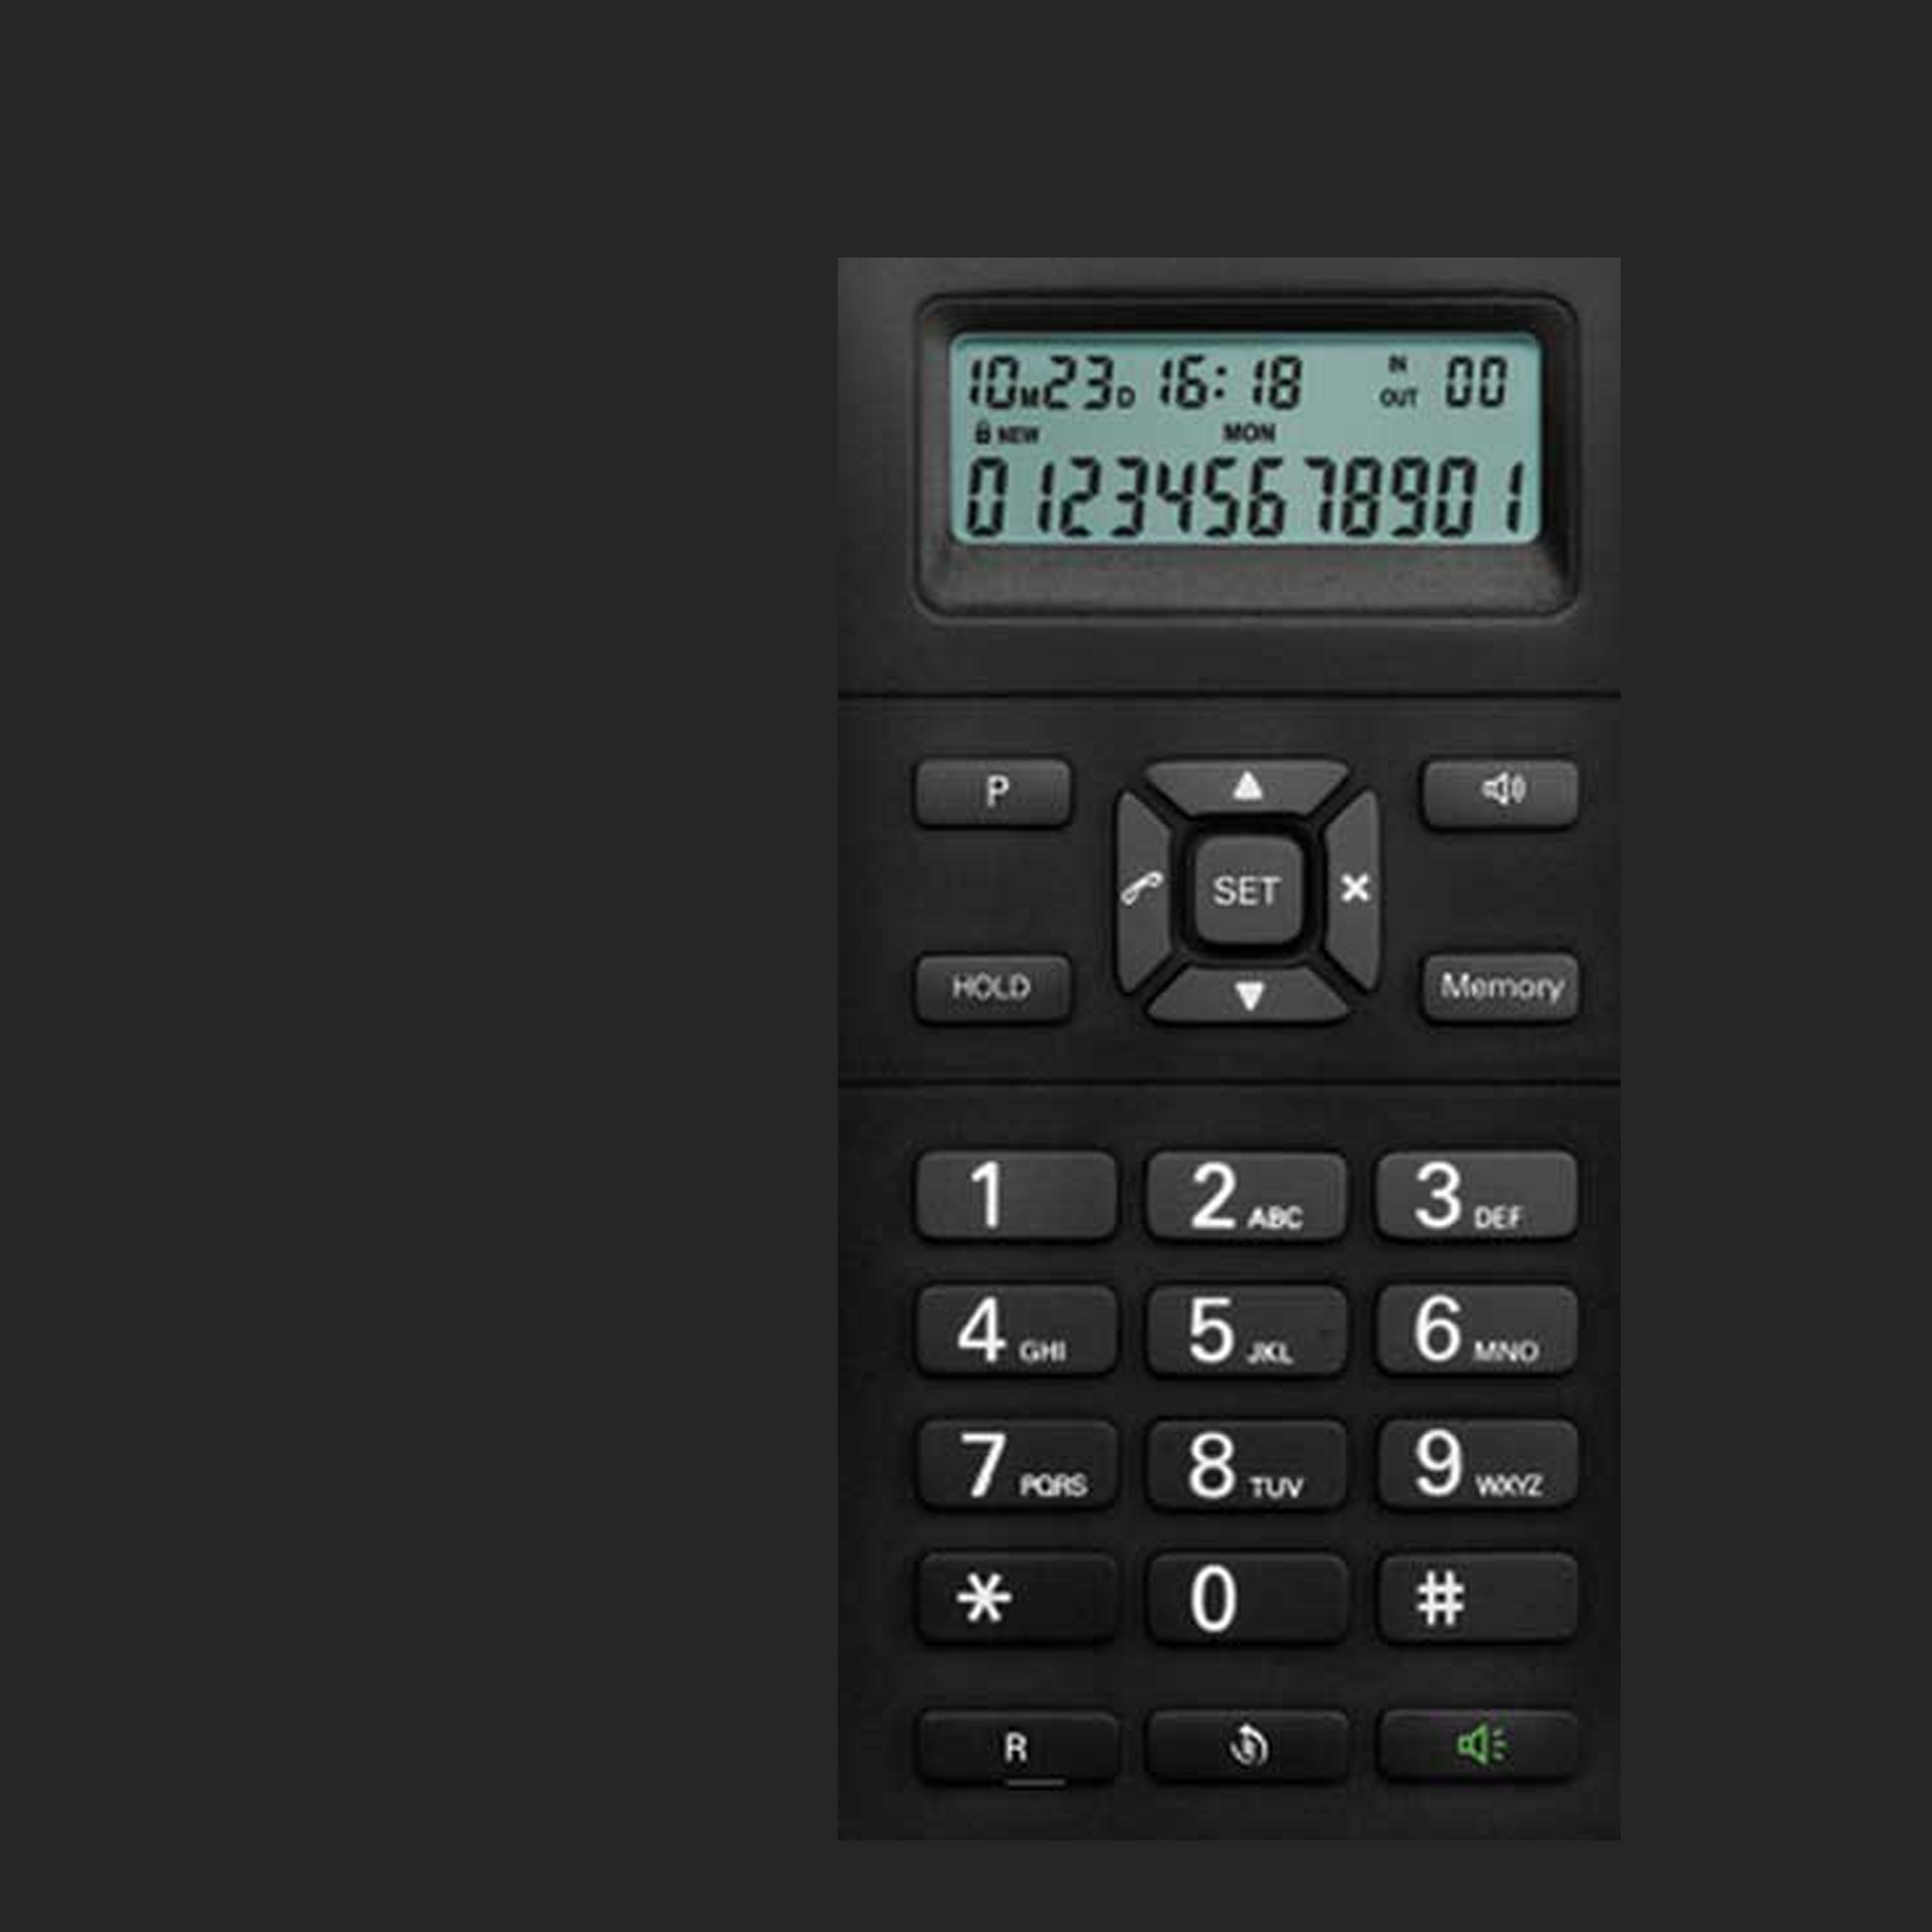 10M23D 16:18 IN OUT 00
NEW MON
012345678901
P
SET
HOLD
Memory
1
2 ABC
3 DEF
4 GHI
5 JKL
6 MNO
7 PQRS
8 TUV
9 WXYZ
*
0
#
R